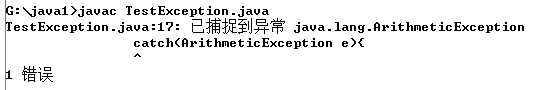 G:\java1>javac TestException.java
TestException.java:17: 已捕捉到异常 java.lang.ArithmeticException
catch(ArithmeticException e){
^
1 错误